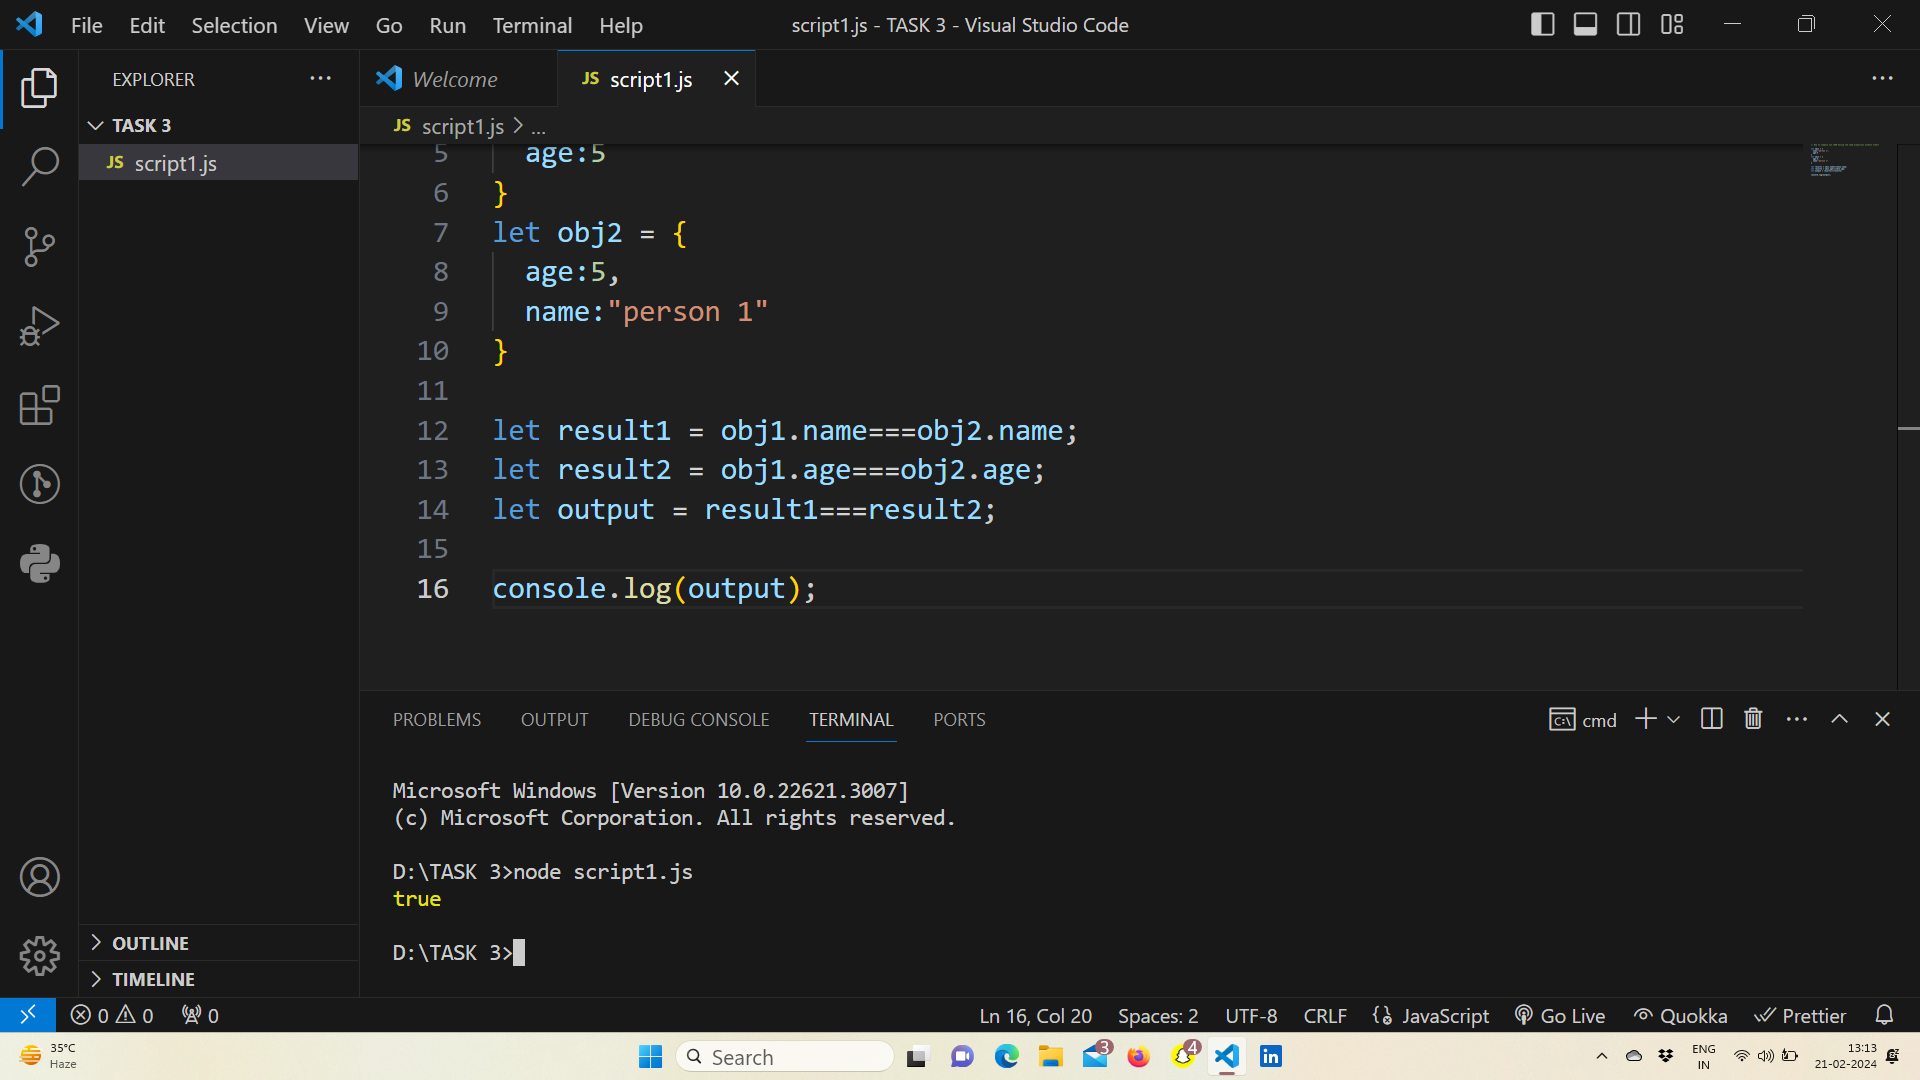 File Edit Selection View Go Run Terminal Help
script1.js - TASK 3 - Visual Studio Code
EXPLORER
TASK 3
JS script1.js
OUTLINE
TIMELINE
Welcome
JS script1.js
JS script1.js > ...
5 age:5
6 }
7 let obj2 = {
8 age:5,
9 name:"person 1"
10 }
11
12 let result1 = obj1.name===obj2.name;
13 let result2 = obj1.age===obj2.age;
14 let output = result1===result2;
15
16 console.log(output);
PROBLEMS OUTPUT DEBUG CONSOLE TERMINAL PORTS
cmd
Microsoft Windows [Version 10.0.22621.3007]
(c) Microsoft Corporation. All rights reserved.
D:\TASK 3>node script1.js
true
D:\TASK 3>
0 0 0
Ln 16, Col 20 Spaces: 2 UTF-8 CRLF JavaScript Go Live Quokka Prettier
35°C
Haze
Search
3
4
ENG
IN
13:13
21-02-2024